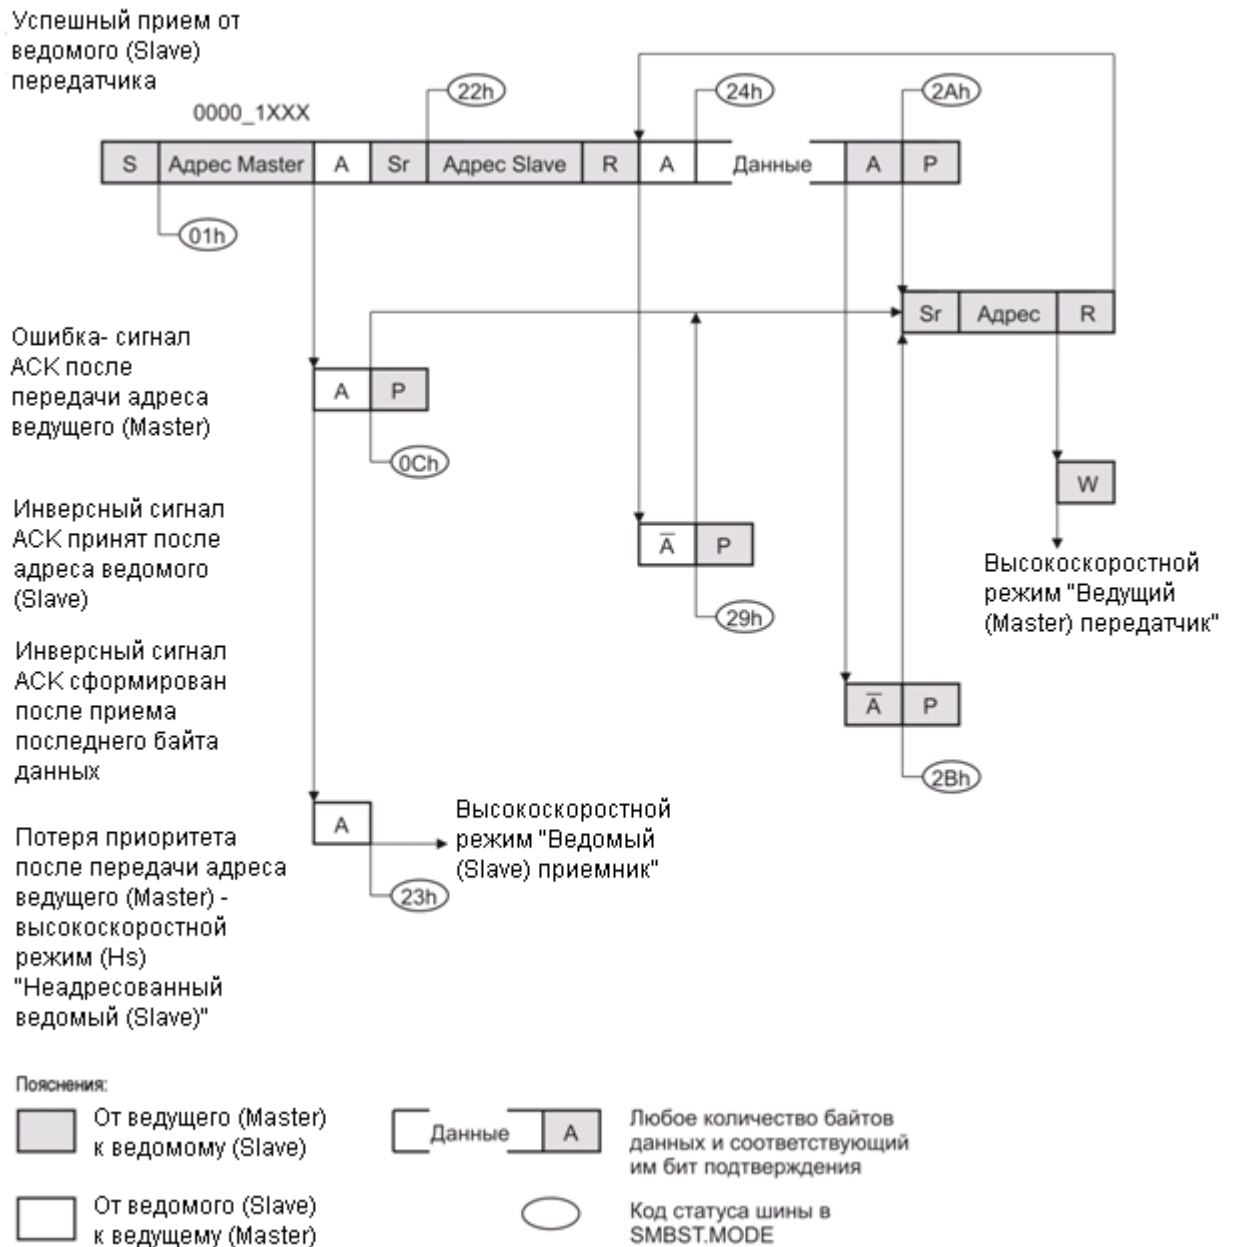 Успешный прием от
ведомого (Slave)
передатчика
0000_1XXX
22h
24h
2Ah
S
Адрес Master
A
Sr
Адрес Slave
R
A
Данные
A
P
01h
Sr
Адрес
R
Ошибка- сигнал
ACK после
передачи адреса
ведущего (Master)
A
P
0Ch
W
Высокоскоростной
режим "Ведущий
(Master) передатчик"
Инверсный сигнал
ACK принят после
адреса ведомого
(Slave)
A̅
P
29h
Инверсный сигнал
ACK сформирован
после приема
последнего байта
данных
A̅
P
2Bh
Потеря приоритета
после передачи адреса
ведущего (Master) -
высокоскоростной
режим (Hs)
"Неадресованный
ведомый (Slave)"
A
23h
Высокоскоростной
режим "Ведомый
(Slave) приемник"
Пояснения:
От ведущего (Master)
к ведомому (Slave)
Данные
A
Любое количество байтов
данных и соответствующий
им бит подтверждения
От ведомого (Slave)
к ведущему (Master)
Код статуса шины в
SMBST.MODE